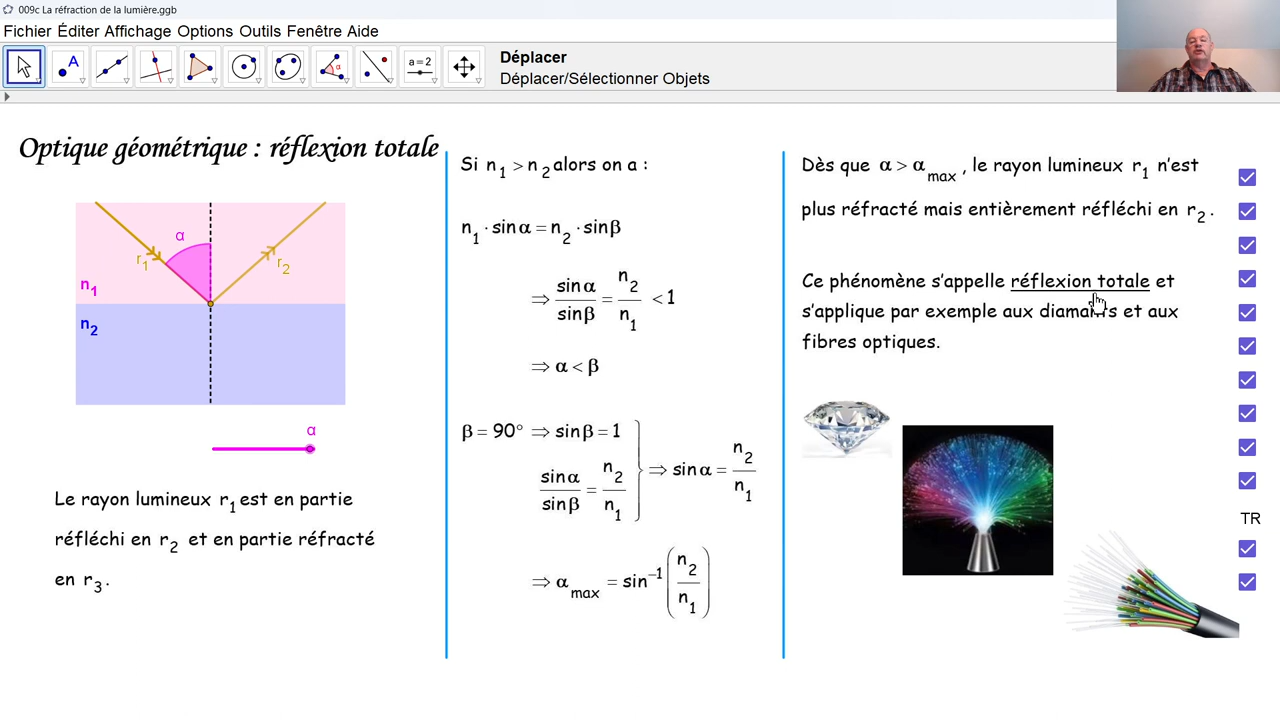 009c La réfraction de la lumière.ggb
Fichier Éditer Affichage Options Outils Fenêtre Aide
A
α
a=2
Déplacer
Déplacer/Sélectionner Objets
Optique géométrique : réflexion totale
α
r1
r2
n1
n2
α
Le rayon lumineux r1 est en partie
réfléchi en r2 et en partie réfracté
en r3.
Si n1 > n2 alors on a :
n1 · sinα = n2 · sinβ
⇒ sinα/sinβ = n2/n1 < 1
⇒ α < β
β = 90° ⇒ sinβ = 1
sinα/sinβ = n2/n1
⇒ sinα = n2/n1
⇒ αmax = sin−1 (n2/n1)
Dès que α > αmax , le rayon lumineux r1 n'est
plus réfracté mais entièrement réfléchi en r2 .
Ce phénomène s'appelle réflexion totale et
s'applique par exemple aux diamants et aux
fibres optiques.
TR